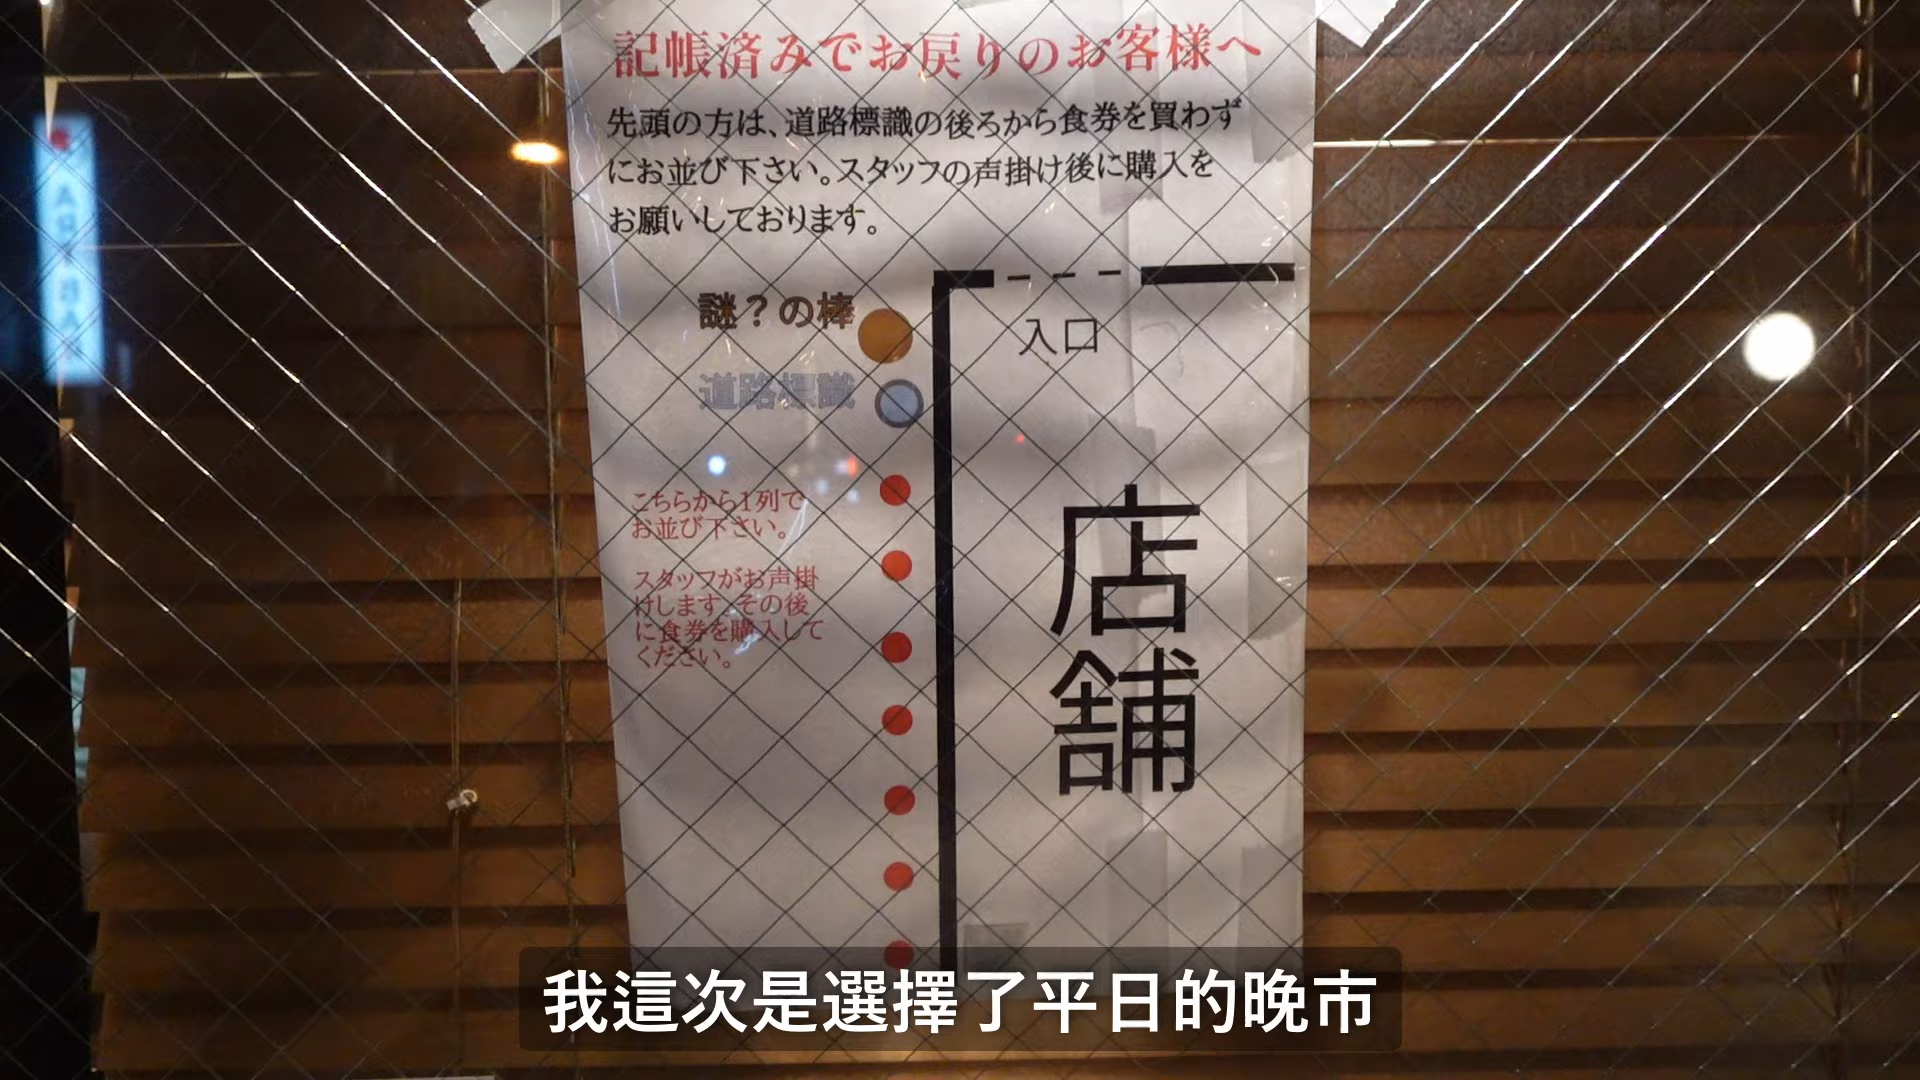 記帳済みでお戻りのお客様へ
先頭の方は、道路標識の後ろから食券を買わず
にお並び下さい。スタッフの声掛け後に購入を
お願いしております。
謎?の棒
入口
道路標識
こちらから1列で
お並び下さい。
スタッフがお声掛
けします。その後
に食券を購入して
ください。
店舗
我這次是選擇了平日的晚市